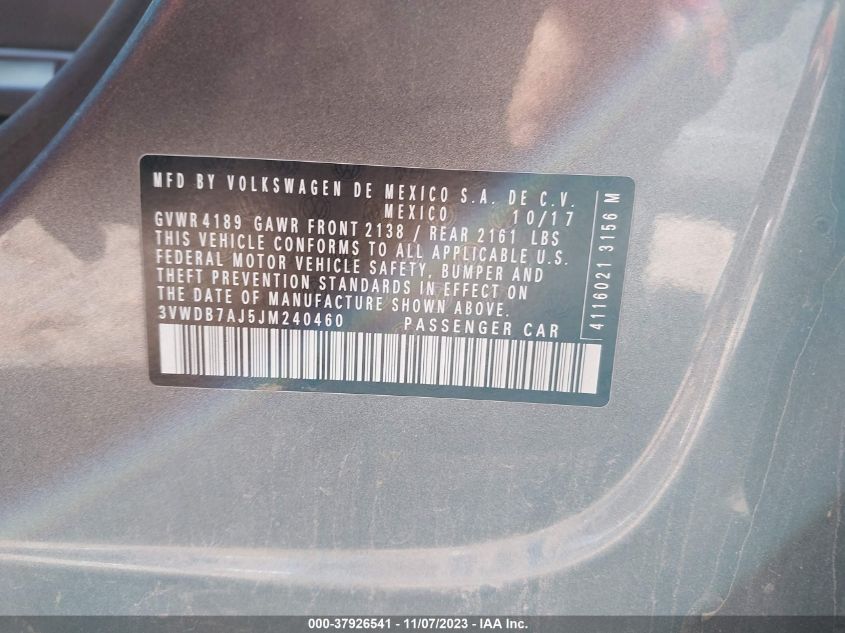 MFD BY VOLKSWAGEN DE MEXICO S.A. DE C.V.
MEXICO 10/17
GVWR 4189 GAWR FRONT 2138 / REAR 2161 LBS
THIS VEHICLE CONFORMS TO ALL APPLICABLE U.S.
FEDERAL MOTOR VEHICLE SAFETY, BUMPER AND
THEFT PREVENTION STANDARDS IN EFFECT ON
THE DATE OF MANUFACTURE SHOWN ABOVE.
3VWDB7AJ5JM240460 PASSENGER CAR
4116021 3156 M
000-37926541 - 11/07/2023 - IAA Inc.